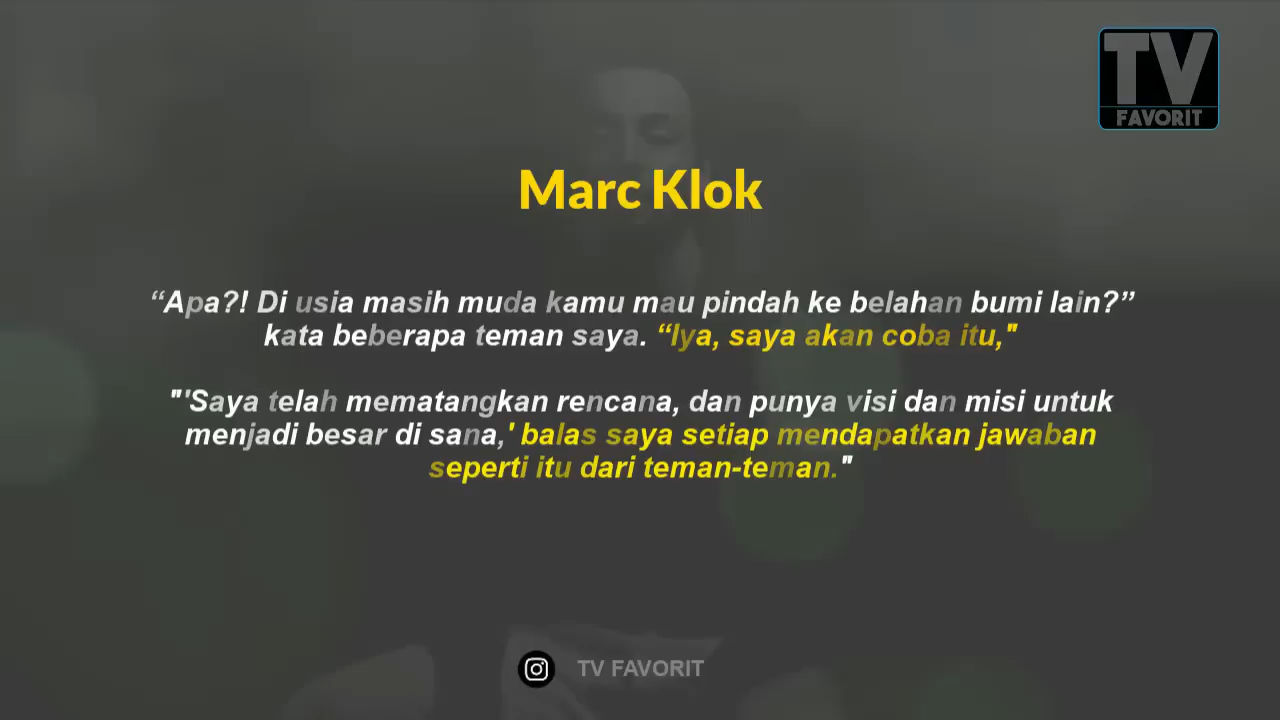 TV
FAVORIT
Marc Klok
“Apa?! Di usia masih muda kamu mau pindah ke belahan bumi lain?”
kata beberapa teman saya. “Iya, saya akan coba itu,"
"'Saya telah mematangkan rencana, dan punya visi dan misi untuk
menjadi besar di sana,' balas saya setiap mendapatkan jawaban
seperti itu dari teman-teman."
TV FAVORIT